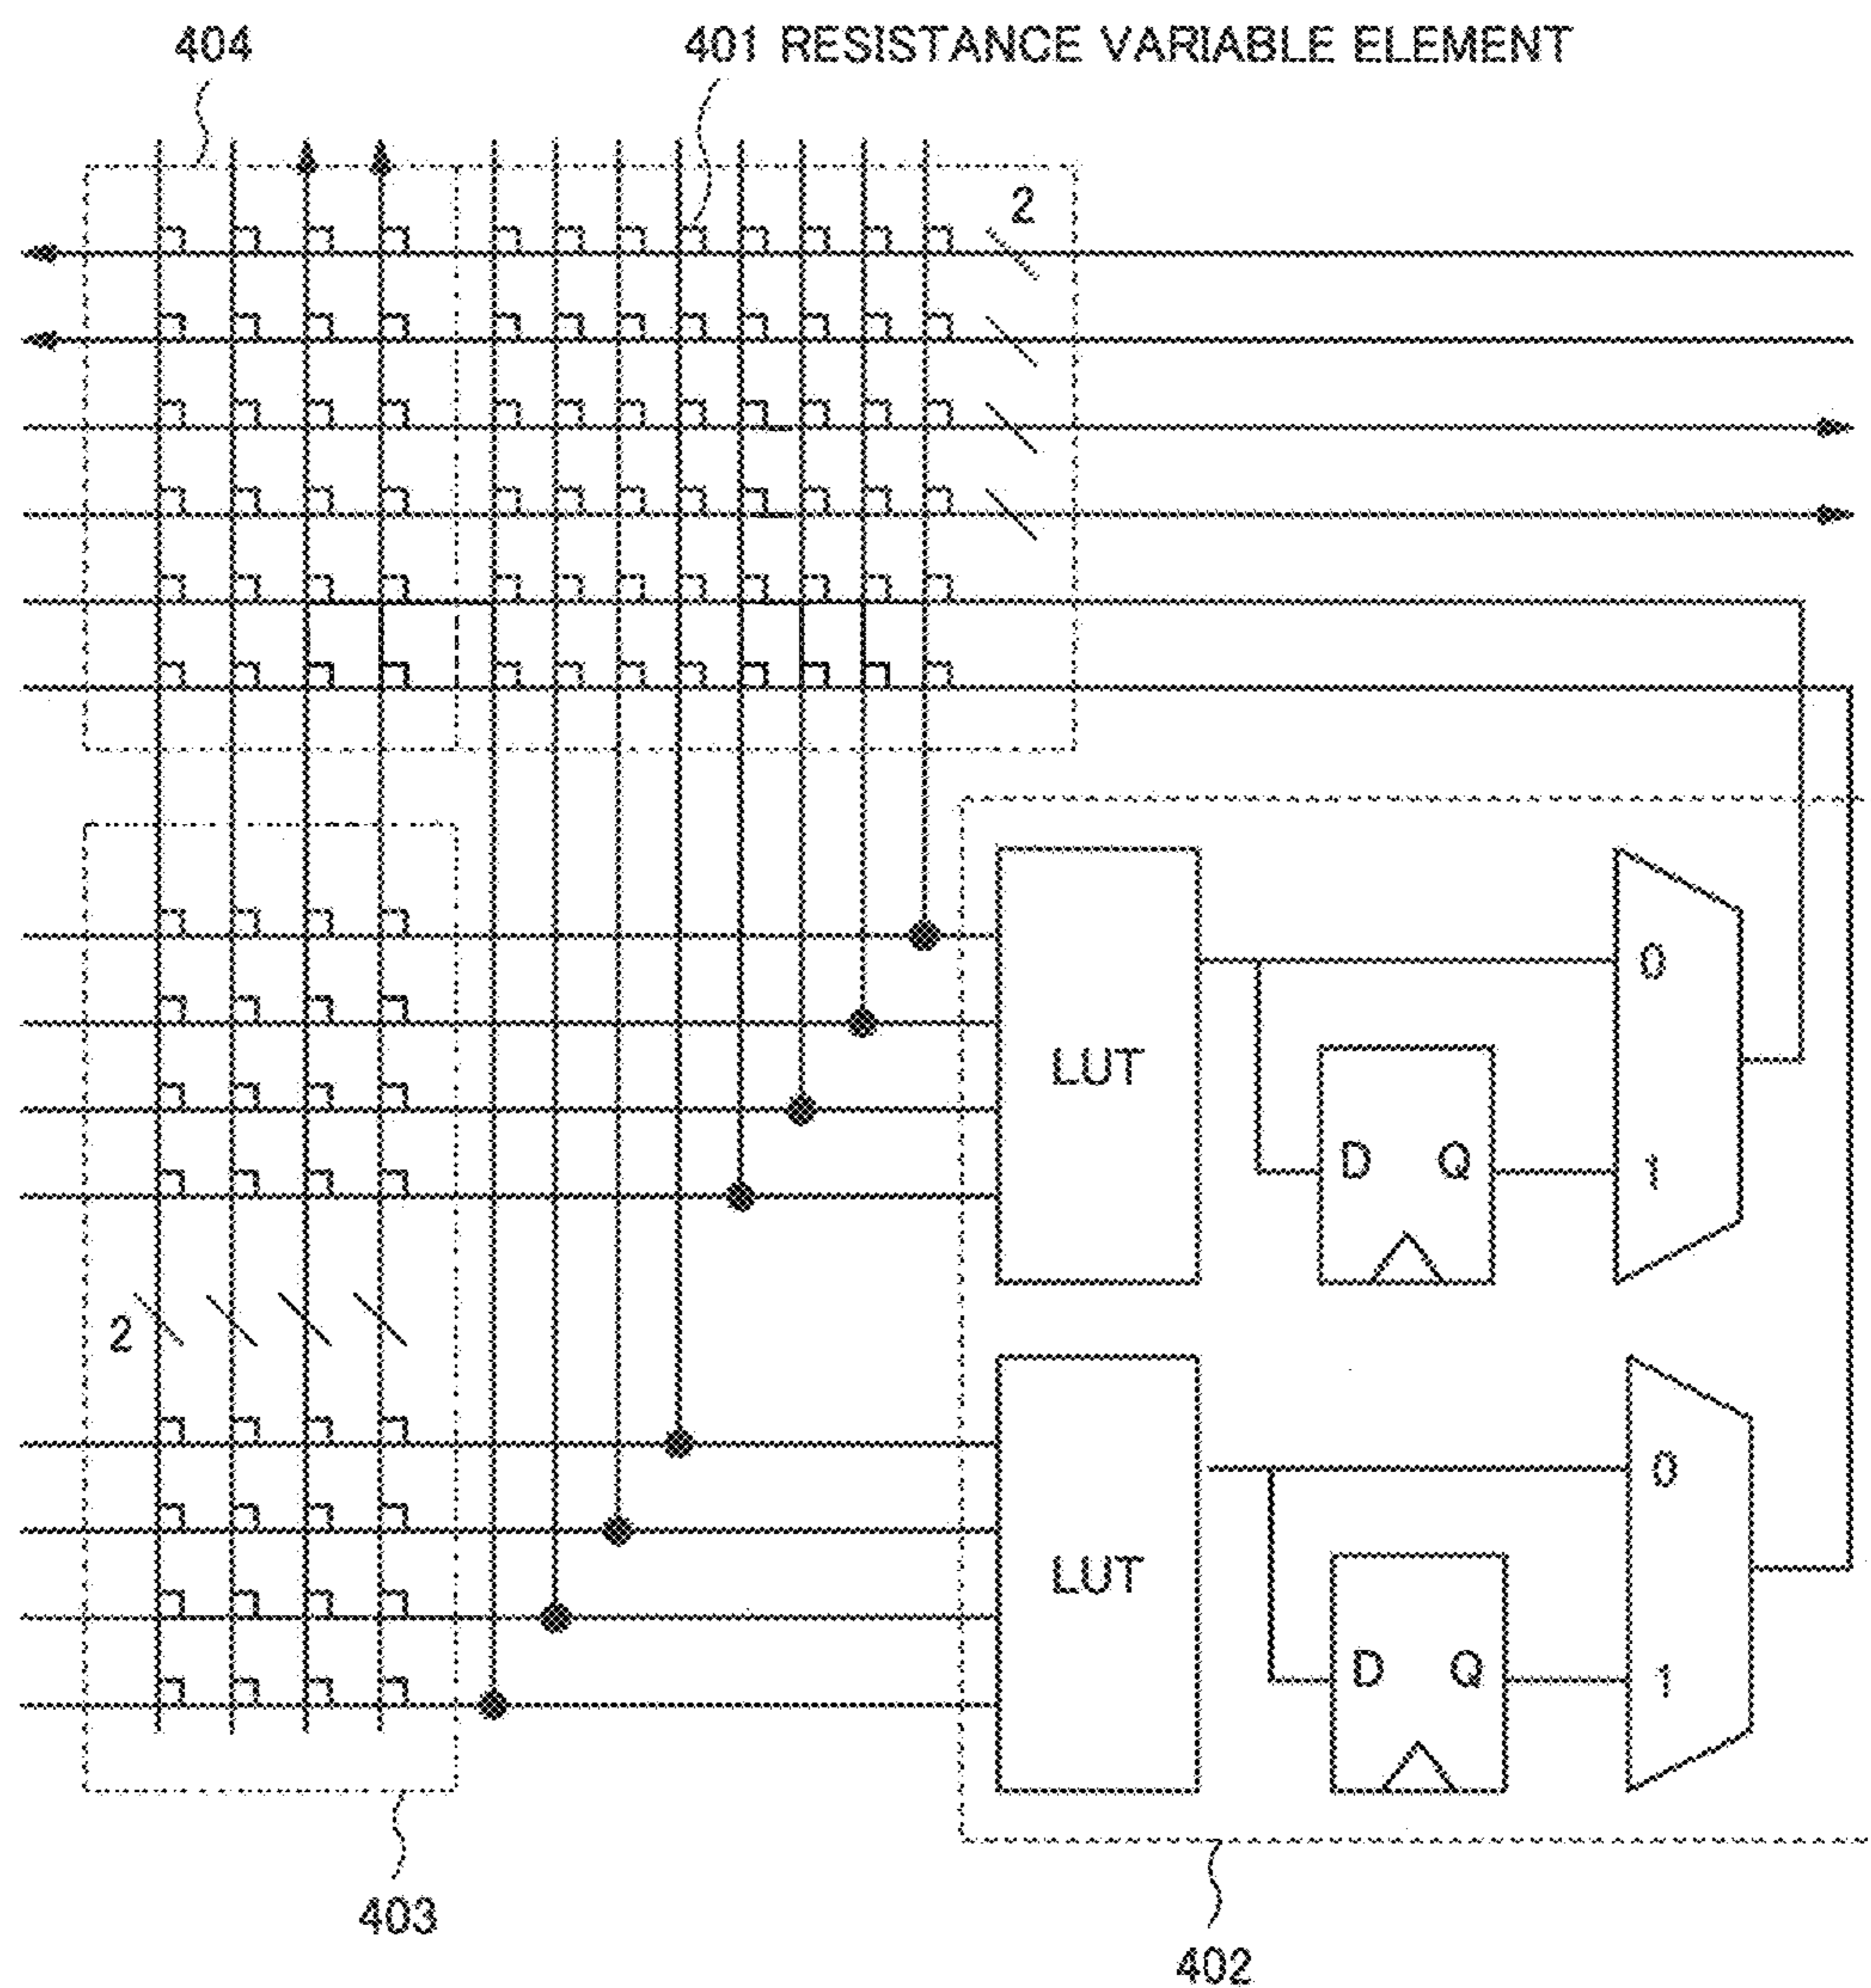 404
401 RESISTANCE VARIABLE ELEMENT
2
0
LUT
D Q
1
2
0
LUT
D Q
1
403
402